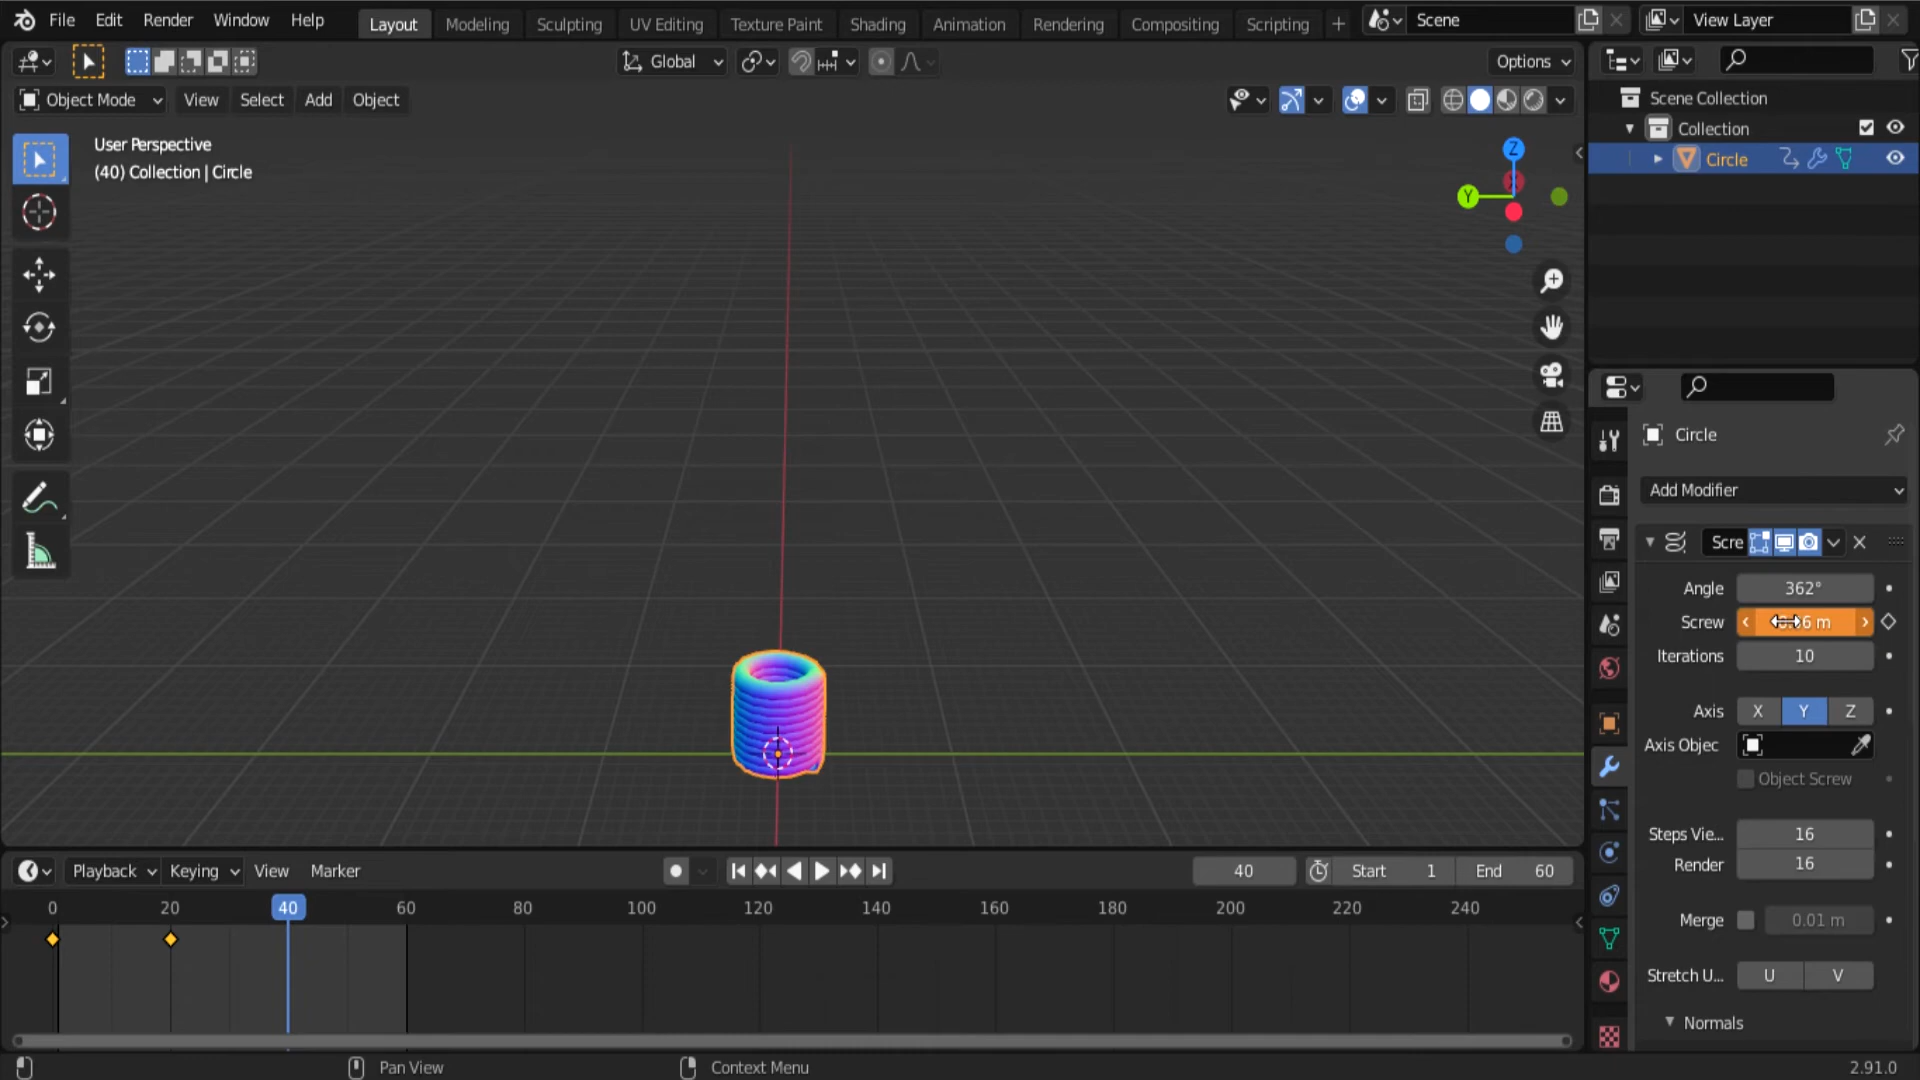 File Edit Render Window Help
Layout Modeling Sculpting UV Editing Texture Paint Shading Animation Rendering Compositing Scripting +
Scene
View Layer
Global
Options
Object Mode View Select Add Object
User Perspective
(40) Collection | Circle
Z
Y
Scene Collection
Collection
Circle
Circle
Add Modifier
Scre
Angle 362°
Screw
Iterations 10
Axis X Y Z
Axis Objec
Object Screw
Steps Vie... 16
Render 16
Merge 0.01 m
Stretch U... U V
Normals
Playback Keying View Marker
40 Start 1 End 60
0 20 40 60 80 100 120 140 160 180 200 220 240
Pan View
Context Menu
2.91.0